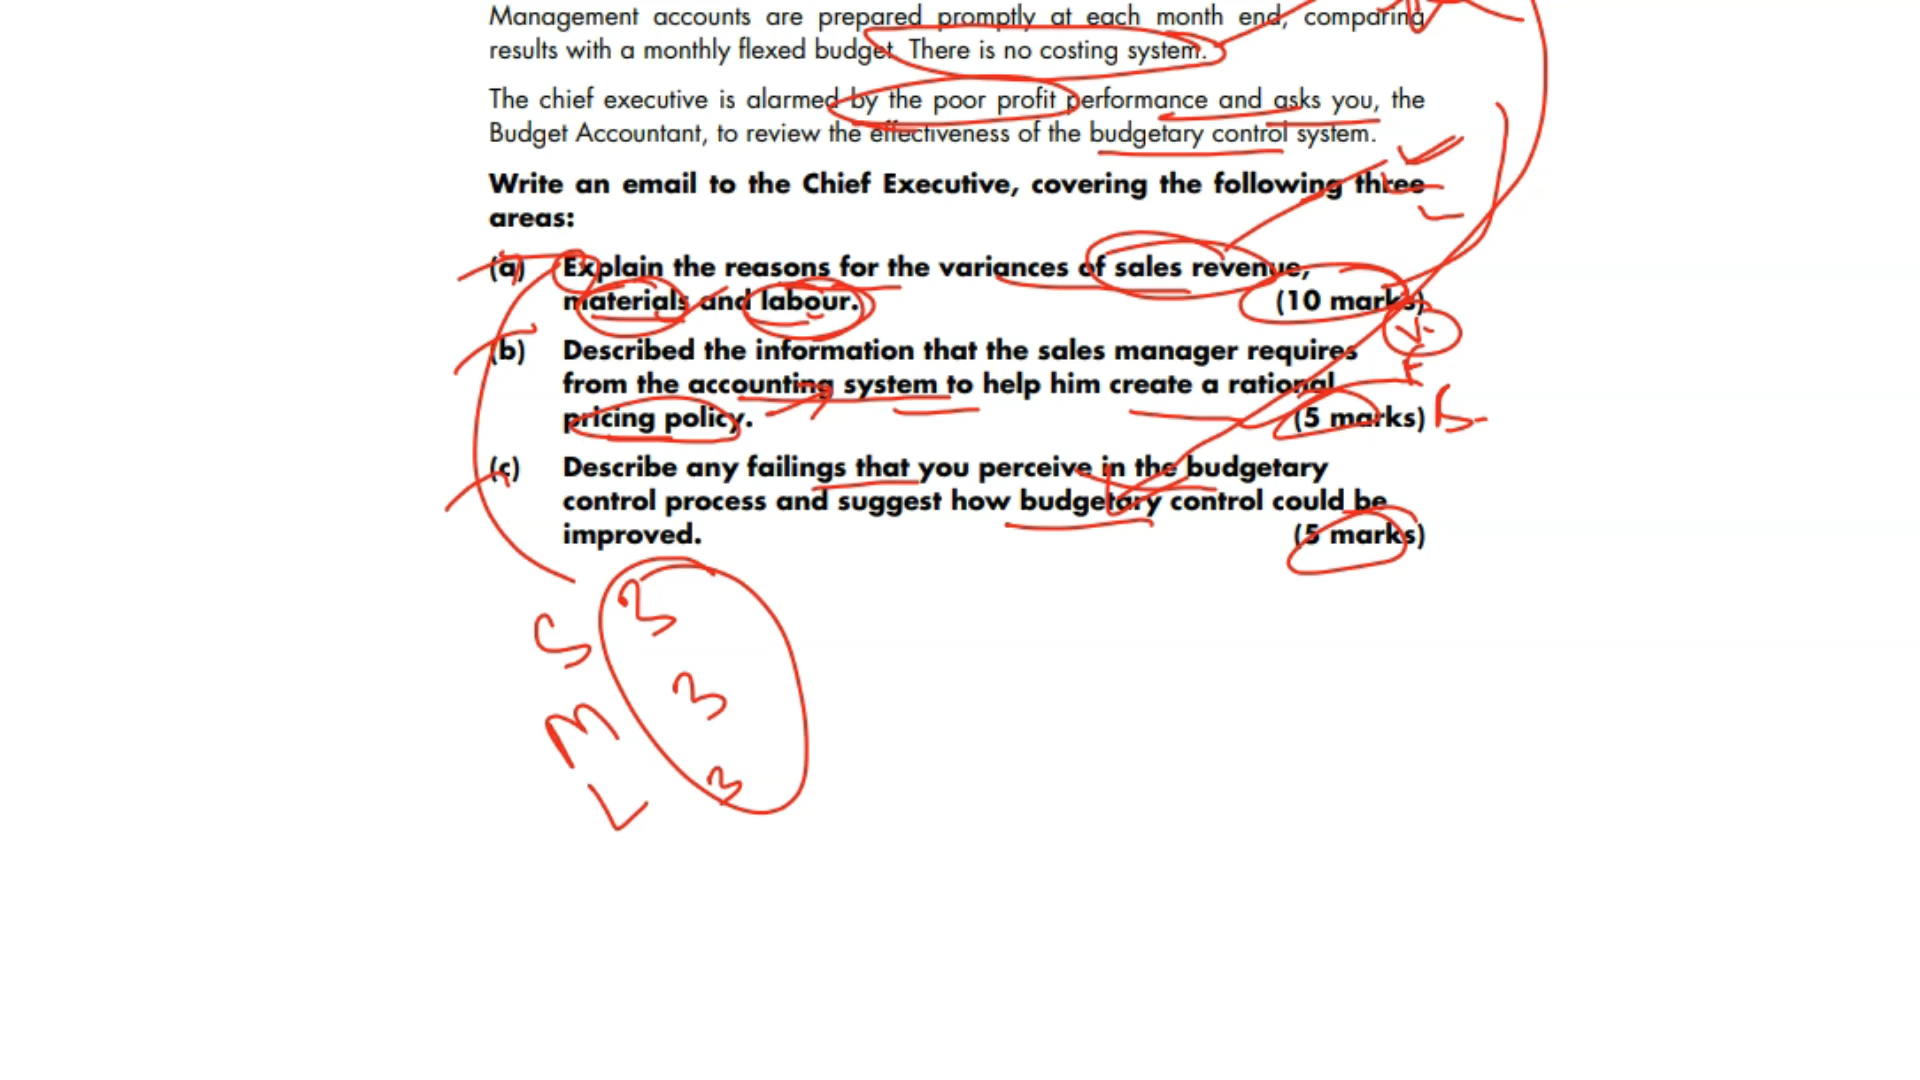 Management accounts are prepared promptly at each month end, comparing
results with a monthly flexed budget. There is no costing system.
The chief executive is alarmed by the poor profit performance and asks you, the
Budget Accountant, to review the effectiveness of the budgetary control system.
Write an email to the Chief Executive, covering the following three
areas:
(a) Explain the reasons for the variances of sales revenue,
materials and labour. (10 marks)
(b) Described the information that the sales manager requires
from the accounting system to help him create a rational
pricing policy. (5 marks)
(c) Describe any failings that you perceive in the budgetary
control process and suggest how budgetary control could be
improved. (5 marks)
S 3
M 3
L 3